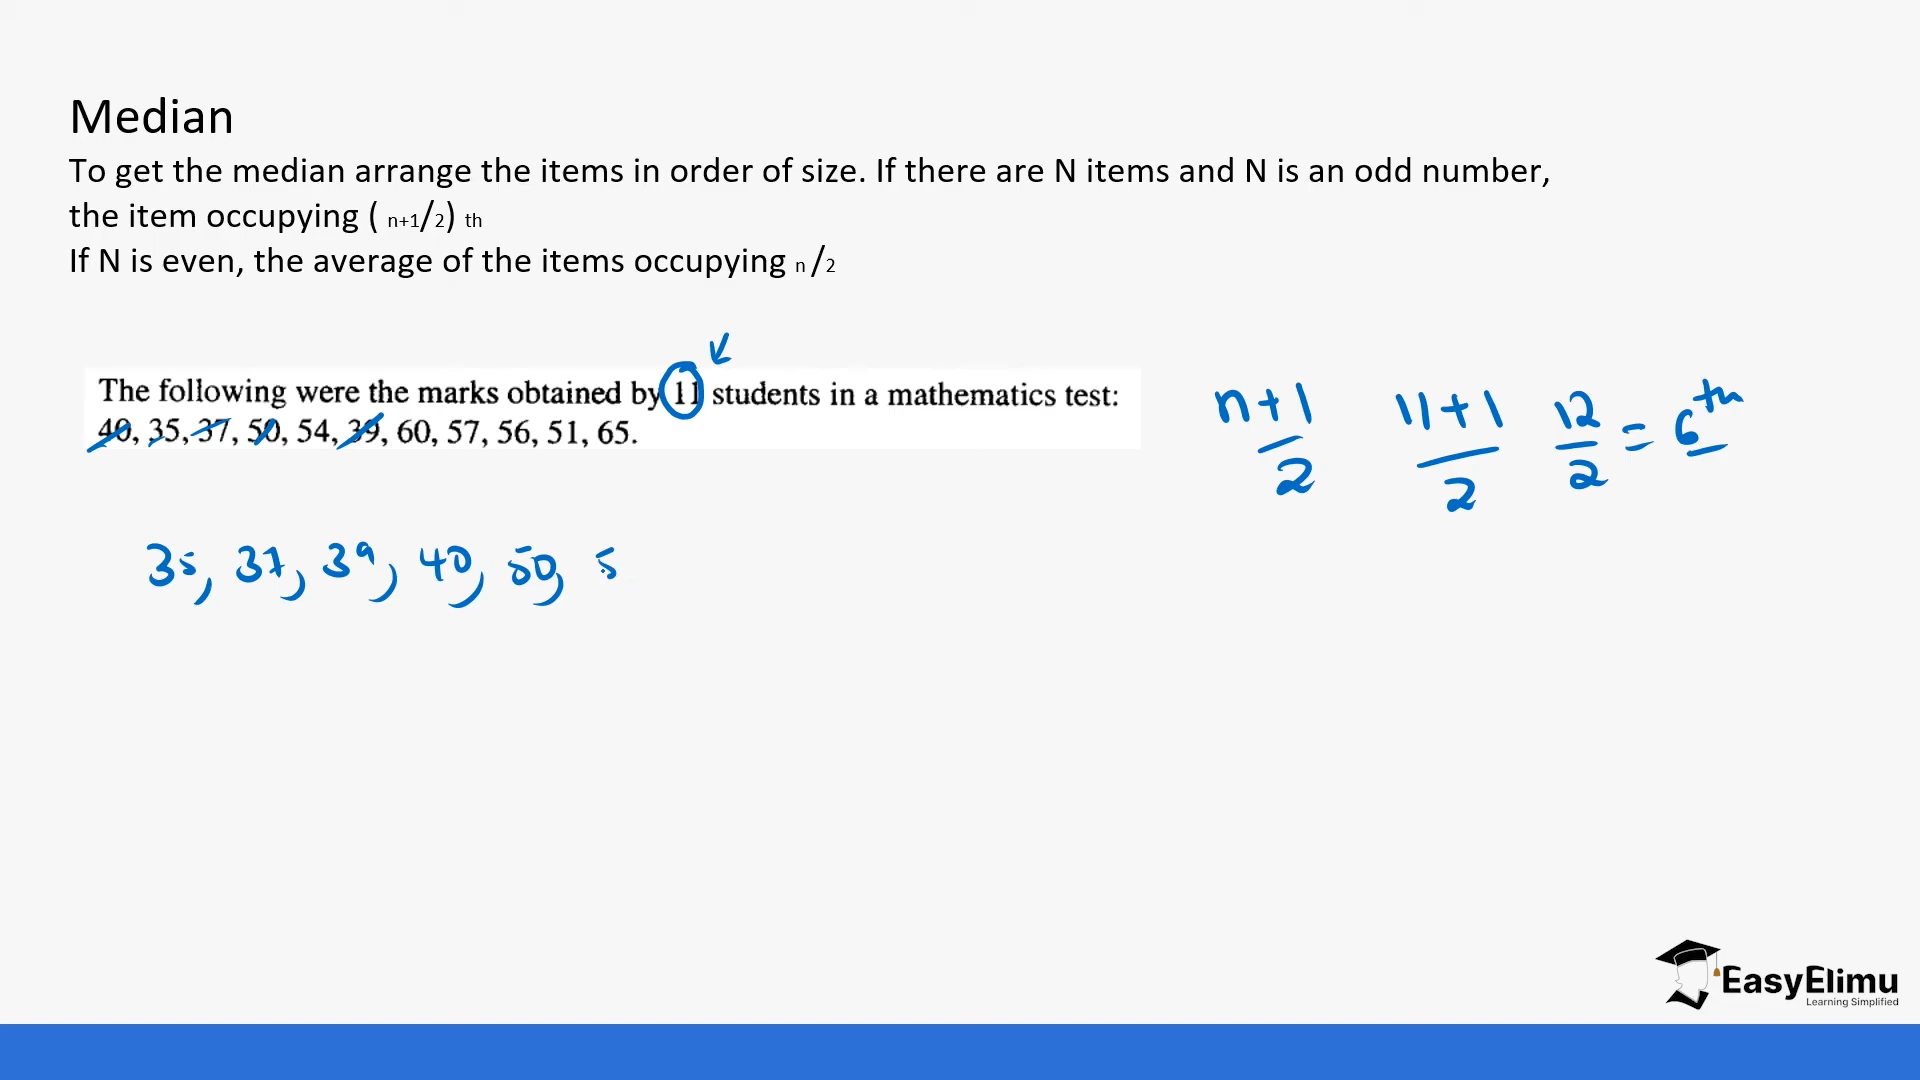 Median
To get the median arrange the items in order of size. If there are N items and N is an odd number,
the item occupying ( n+1/2) th
If N is even, the average of the items occupying n /2
The following were the marks obtained by 11 students in a mathematics test:
40, 35, 37, 50, 54, 39, 60, 57, 56, 51, 65.
n+1/2 11+1/2 12/2 = 6th
35, 37, 39, 40, 50, 5
EasyElimu
Learning Simplified